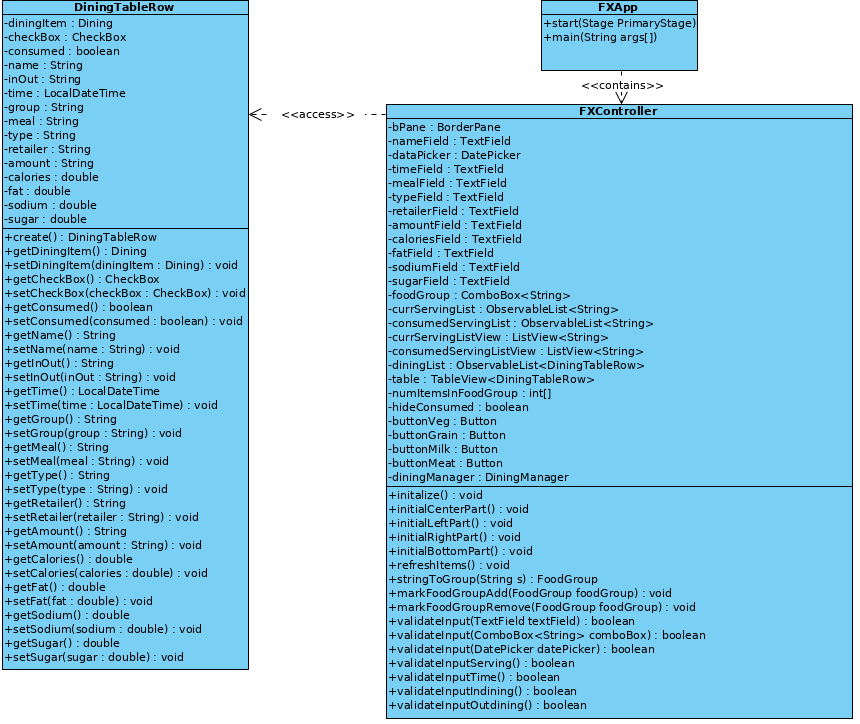 DiningTableRow
-diningItem : Dining
-checkBox : CheckBox
-consumed : boolean
-name : String
-inOut : String
-time : LocalDateTime
-group : String
-meal : String
-type : String
-retailer : String
-amount : String
-calories : double
-fat : double
-sodium : double
-sugar : double
+create() : DiningTableRow
+getDiningItem() : Dining
+setDiningItem(diningItem : Dining) : void
+getCheckBox() : CheckBox
+setCheckBox(checkBox : CheckBox) : void
+getConsumed() : boolean
+setConsumed(consumed : boolean) : void
+getName() : String
+setName(name : String) : void
+getInOut() : String
+setInOut(inOut : String) : void
+getTime() : LocalDateTime
+setTime(time : LocalDateTime) : void
+getGroup() : String
+setGroup(group : String) : void
+getMeal() : String
+setMeal(meal : String) : void
+getType() : String
+setType(type : String) : void
+getRetailer() : String
+setRetailer(retailer : String) : void
+getAmount() : String
+setAmount(amount : String) : void
+getCalories() : double
+setCalories(calories : double) : void
+getFat() : double
+setFat(fat : double) : void
+getSodium() : double
+setSodium(sodium : double) : void
+getSugar() : double
+setSugar(sugar : double) : void
<<access>>
FXApp
+start(Stage PrimaryStage)
+main(String args[])
<<contains>>
FXController
-bPane : BorderPane
-nameField : TextField
-dataPicker : DatePicker
-timeField : TextField
-mealField : TextField
-typeField : TextField
-retailerField : TextField
-amountField : TextField
-caloriesField : TextField
-fatField : TextField
-sodiumField : TextField
-sugarField : TextField
-foodGroup : ComboBox<String>
-currServingList : ObservableList<String>
-consumedServingList : ObservableList<String>
-currServingListView : ListView<String>
-consumedServingListView : ListView<String>
-diningList : ObservableList<DiningTableRow>
-table : TableView<DiningTableRow>
-numItemsInFoodGroup : int[]
-hideConsumed : boolean
-buttonVeg : Button
-buttonGrain : Button
-buttonMilk : Button
-buttonMeat : Button
-diningManager : DiningManager
+initalize() : void
+initialCenterPart() : void
+initialLeftPart() : void
+initialRightPart() : void
+initialBottomPart() : void
+refreshItems() : void
+stringToGroup(String s) : FoodGroup
+markFoodGroupAdd(FoodGroup foodGroup) : void
+markFoodGroupRemove(FoodGroup foodGroup) : void
+validateInput(TextField textField) : boolean
+validateInput(ComboBox<String> comboBox) : boolean
+validateInput(DatePicker datePicker) : boolean
+validateInputServing() : boolean
+validateInputTime() : boolean
+validateInputIndining() : boolean
+validateInputOutdining() : boolean